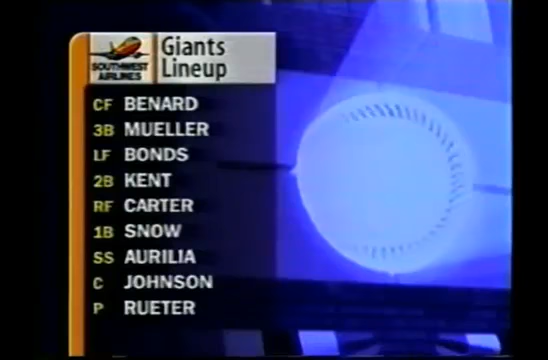 SOUTHWEST
AIRLINES
Giants
Lineup
CF BENARD
3B MUELLER
LF BONDS
2B KENT
RF CARTER
1B SNOW
SS AURILIA
C JOHNSON
P RUETER